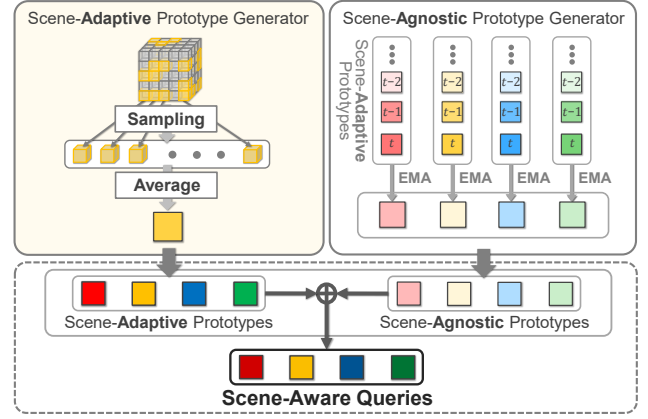 Scene-Adaptive Prototype Generator
Sampling
Average
Scene-Agnostic Prototype Generator
Scene-Adaptive
Prototypes
t−2 t−2 t−2 t−2
t−1 t−1 t−1 t−1
t t t t
EMA EMA EMA EMA
Scene-Adaptive Prototypes
Scene-Agnostic Prototypes
Scene-Aware Queries